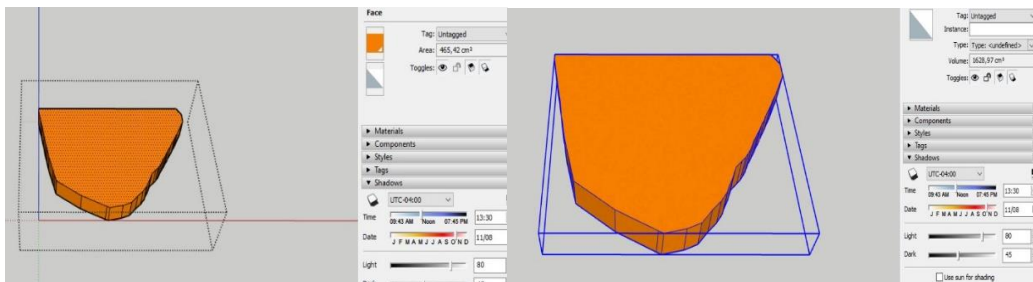 Face
Tag: Untagged
Area: 465,42 cm²
Toggles:
Materials
Components
Styles
Tags
Shadows
UTC-04:00
Time
09:43 AM Noon 07:45 PM
13:30
Date
J F M A M J J A S O N D
11/08
Light
80
Tag: Untagged
Instance:
Type: Type: <undefined>
Volume: 1628,97 cm³
Toggles:
Materials
Components
Styles
Tags
Shadows
UTC-04:00
Time
09:43 AM Noon 07:45 PM
13:30
Date
J F M A M J J A S O N D
11/08
Light
80
Dark
45
Use sun for shading